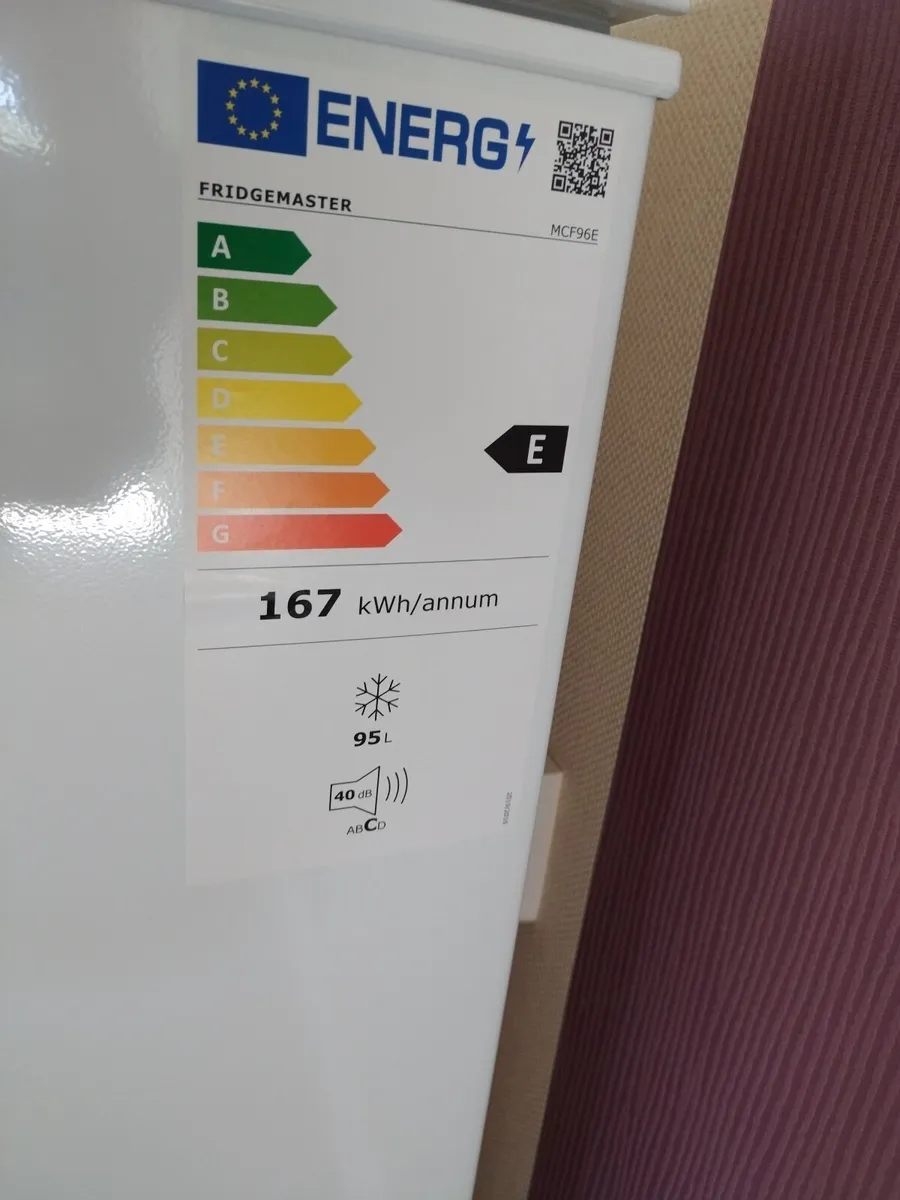 ENERG
FRIDGEMASTER
MCF96E
A
B
C
D
E
E
F
G
167 kWh/annum
95 L
40 dB
ABCD